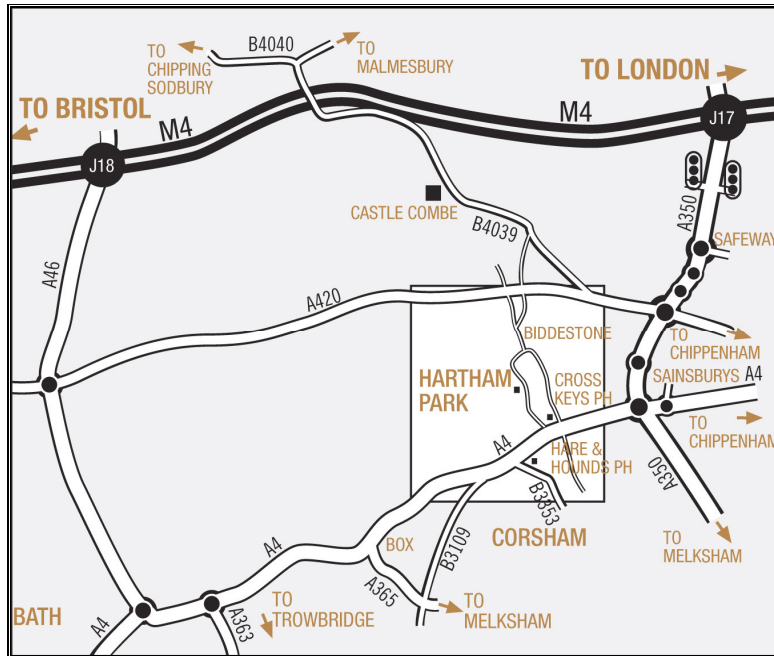 TO
CHIPPING
SODBURY
B4040
TO
MALMESBURY
TO LONDON
TO BRISTOL
M4
M4
J17
J18
A350
CASTLE COMBE
B4039
SAFEWAY
A46
A420
BIDDESTONE
TO
CHIPPENHAM
HARTHAM
PARK
CROSS
KEYS PH
SAINSBURYS
A4
TO
CHIPPENHAM
A4
HARE &
HOUNDS PH
A350
B3353
CORSHAM
TO
MELKSHAM
BOX
B3109
A4
A365
TO
MELKSHAM
TO
TROWBRIDGE
BATH
A4
A363